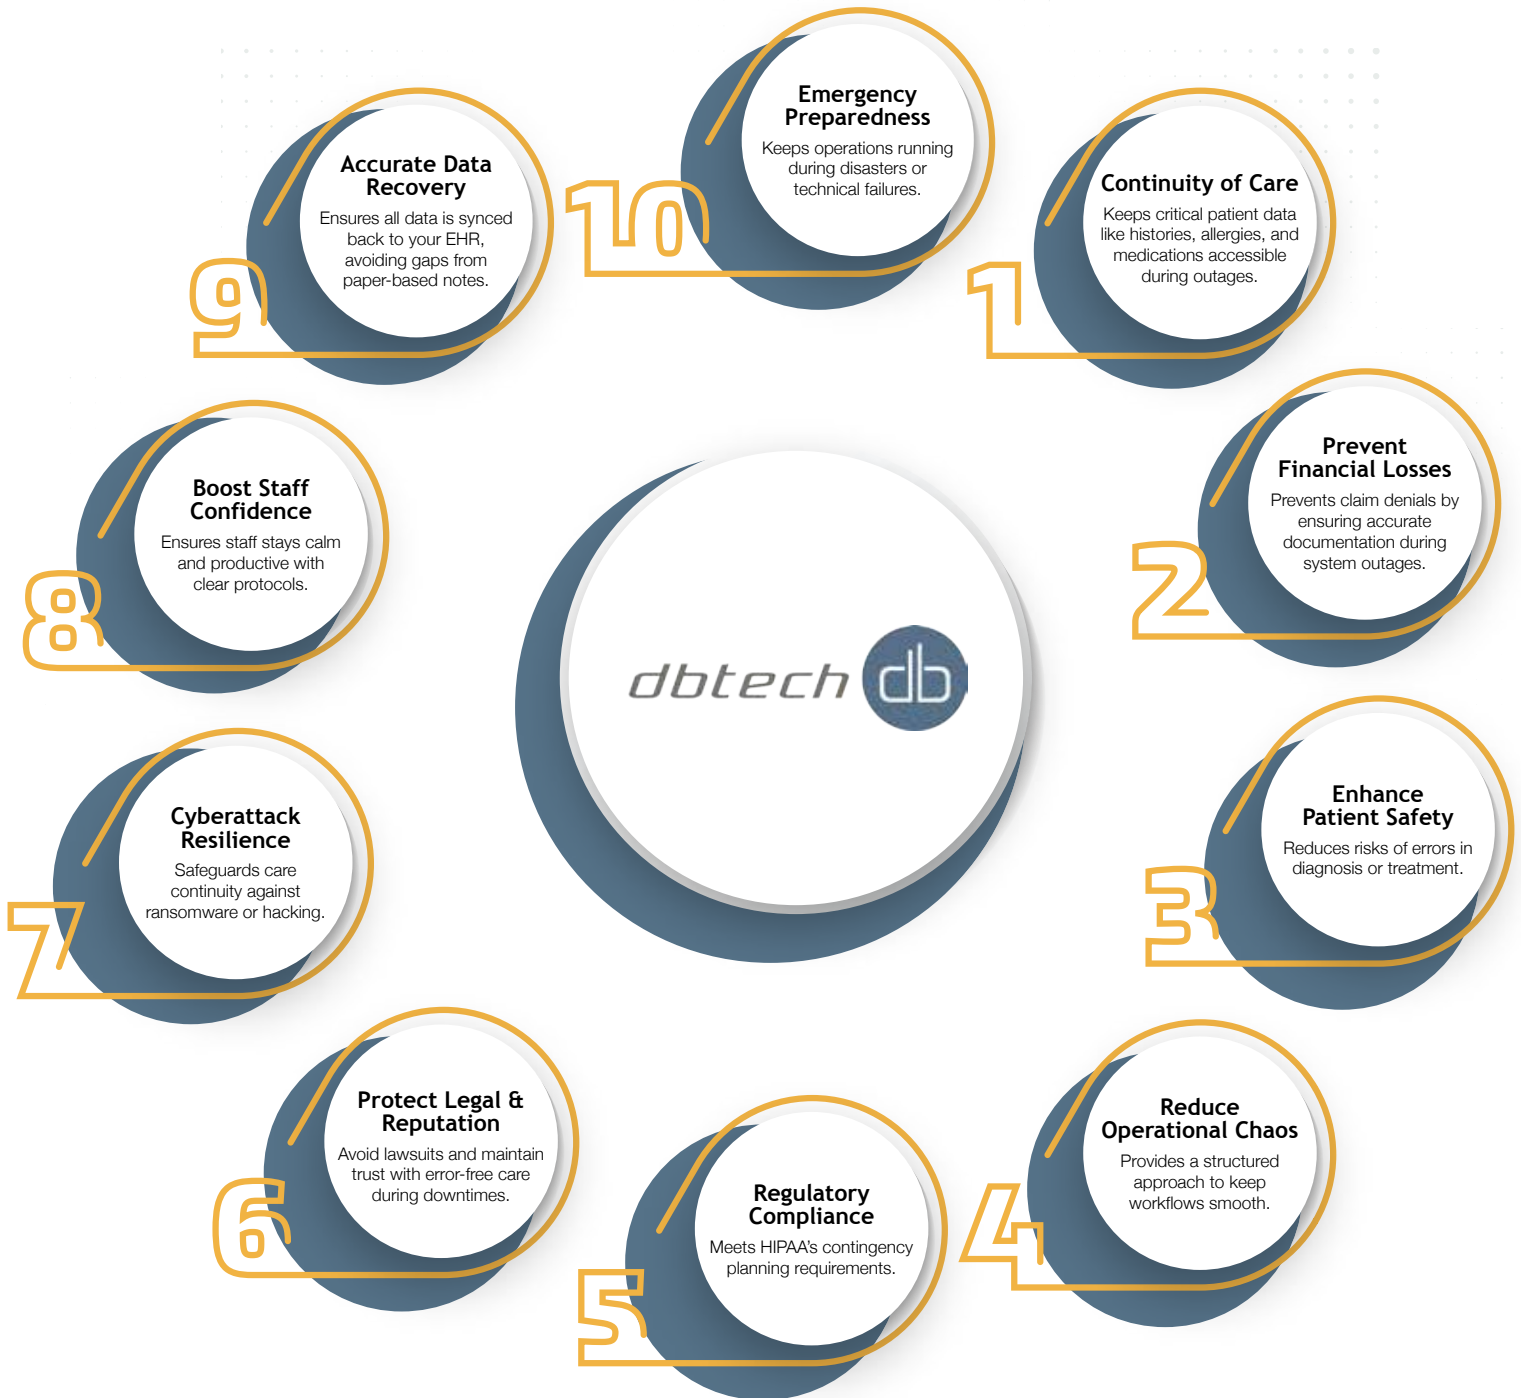 10
Emergency
Preparedness
Keeps operations running
during disasters or
technical failures.
1
Continuity of Care
Keeps critical patient data
like histories, allergies, and
medications accessible
during outages.
2
Prevent
Financial Losses
Prevents claim denials by
ensuring accurate
documentation during
system outages.
3
Enhance
Patient Safety
Reduces risks of errors in
diagnosis or treatment.
4
Reduce
Operational Chaos
Provides a structured
approach to keep
workflows smooth.
5
Regulatory
Compliance
Meets HIPAA's contingency
planning requirements.
6
Protect Legal &
Reputation
Avoid lawsuits and maintain
trust with error-free care
during downtimes.
7
Cyberattack
Resilience
Safeguards care
continuity against
ransomware or hacking.
8
Boost Staff
Confidence
Ensures staff stays calm
and productive with
clear protocols.
9
Accurate Data
Recovery
Ensures all data is synced
back to your EHR,
avoiding gaps from
paper-based notes.
dbtech db